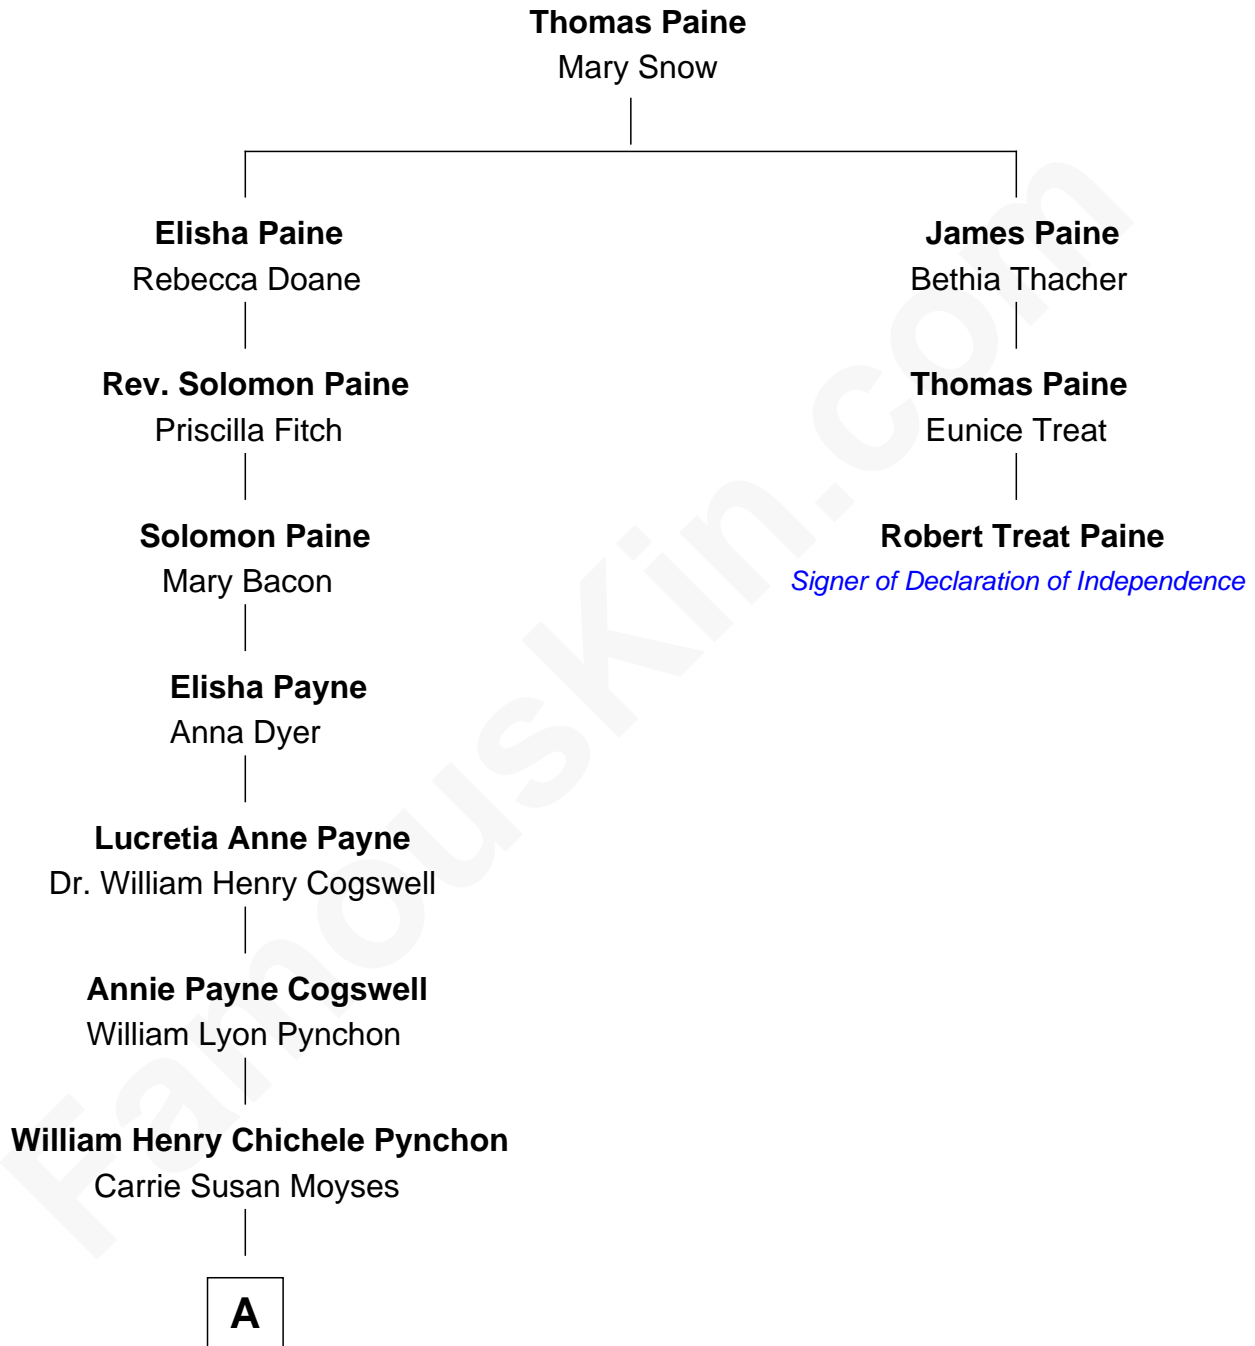 Thomas Paine
Mary Snow
Elisha Paine
Rebecca Doane
James Paine
Bethia Thacher
Rev. Solomon Paine
Priscilla Fitch
Thomas Paine
Eunice Treat
Solomon Paine
Mary Bacon
Robert Treat Paine
Signer of Declaration of Independence
Elisha Payne
Anna Dyer
Lucretia Anne Payne
Dr. William Henry Cogswell
Annie Payne Cogswell
William Lyon Pynchon
William Henry Chichele Pynchon
Carrie Susan Moyses
A
FamousKin.com